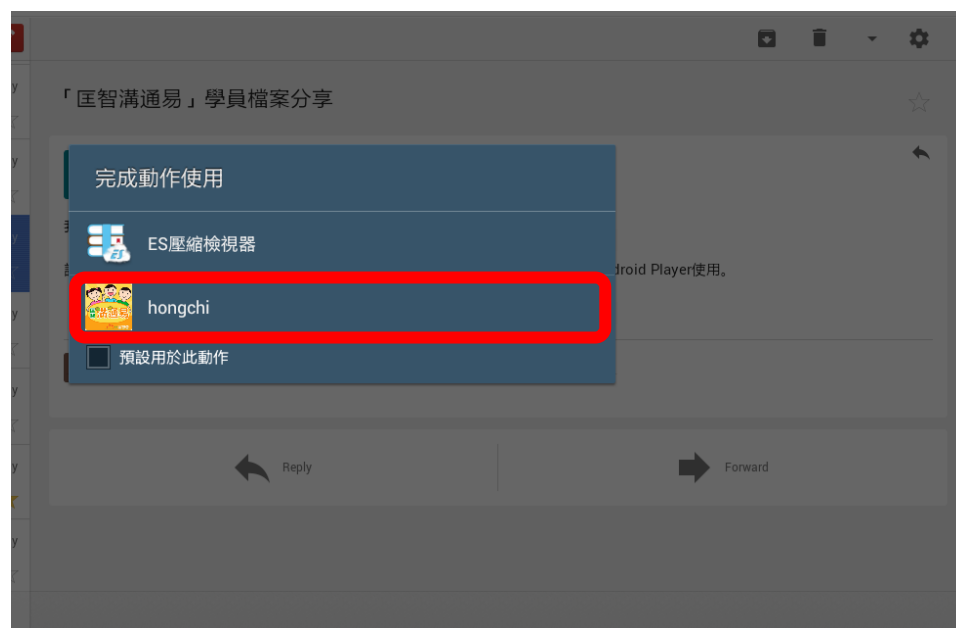 「匡智溝通易」學員檔案分享
完成動作使用
ES壓縮檢視器
droid Player使用。
hongchi
預設用於此動作
Reply
Forward